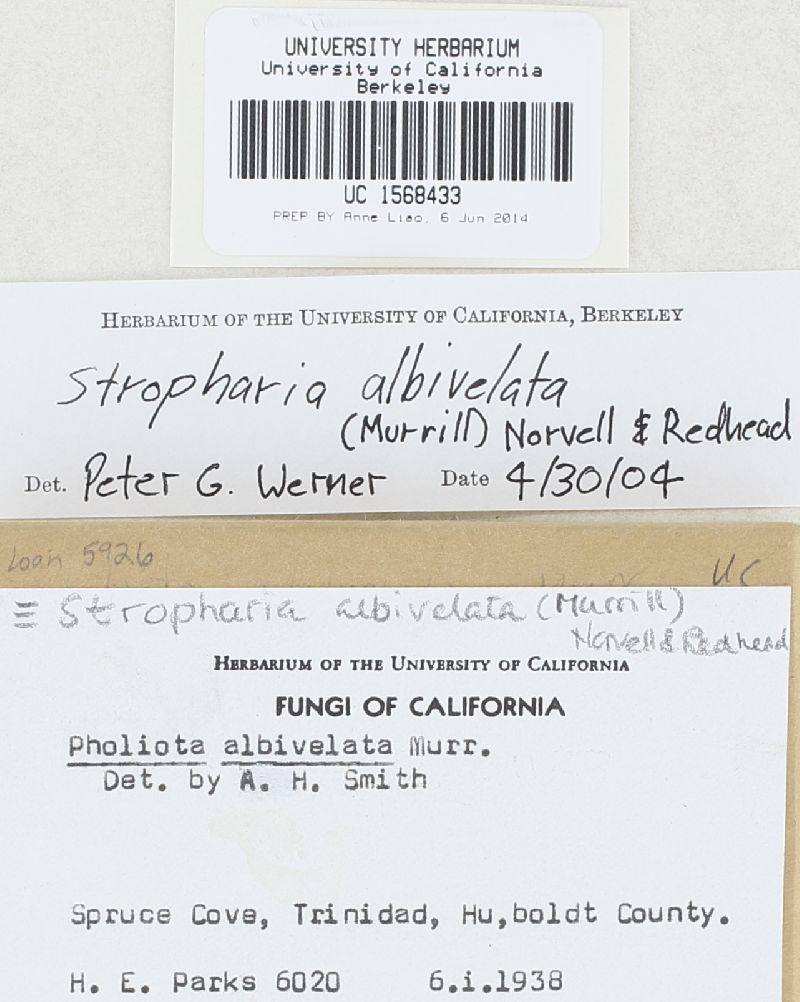 UNIVERSITY HERBARIUM
University of California
Berkeley
UC 1568433
PREP BY Anne Liao, 6 Jun 2014
HERBARIUM OF THE UNIVERSITY OF CALIFORNIA, BERKELEY
Stropharia albivelata
(Murrill) Norvell & Redhead
Det. Peter G. Werner Date 4/30/04
Loan 5926
UC
≡ Stropharia albivelata (Murrill)
Norvell & Redhead
HERBARIUM OF THE UNIVERSITY OF CALIFORNIA
FUNGI OF CALIFORNIA
Pholiota albivelata Murr.
Det. by A. H. Smith
Spruce Cove, Trinidad, Hu,boldt County.
H. E. Parks 6020 6.i.1938